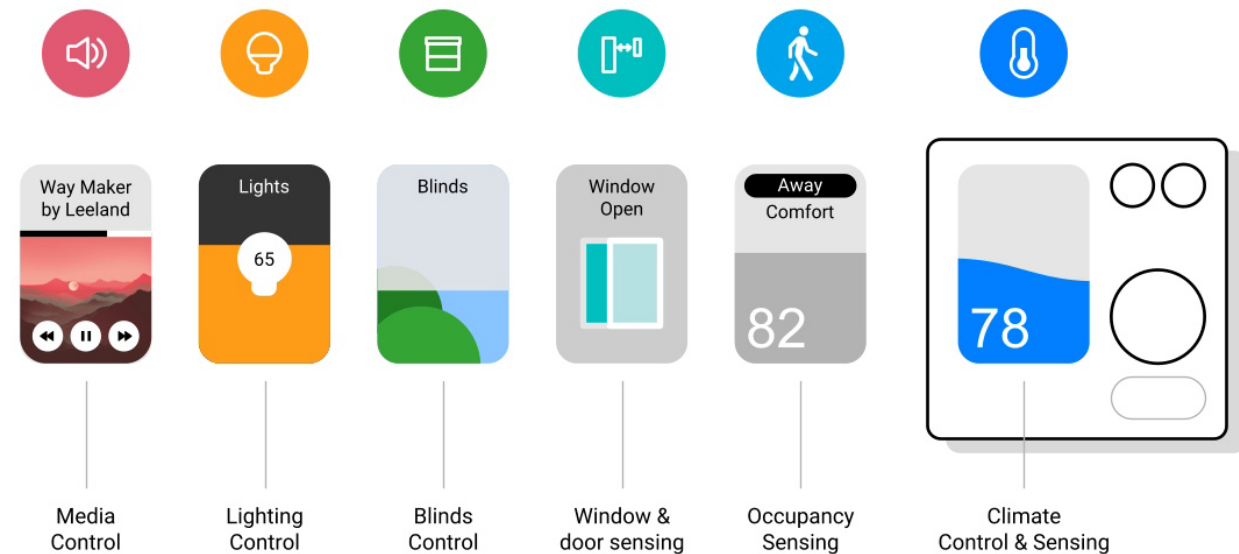 Way Maker
by Leeland
Lights
65
Blinds
Window
Open
Away
Comfort
82
78
Media
Control
Lighting
Control
Blinds
Control
Window &
door sensing
Occupancy
Sensing
Climate
Control & Sensing